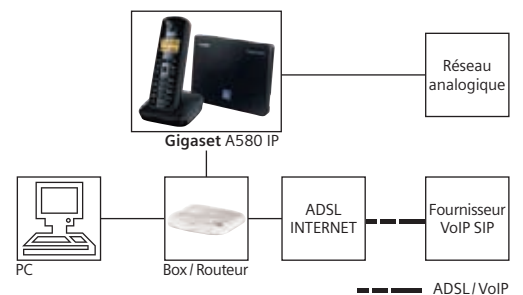 Réseau
analogique
Gigaset A580 IP
ADSL
INTERNET
Fournisseur
VoIP SIP
PC
Box / Routeur
ADSL / VoIP